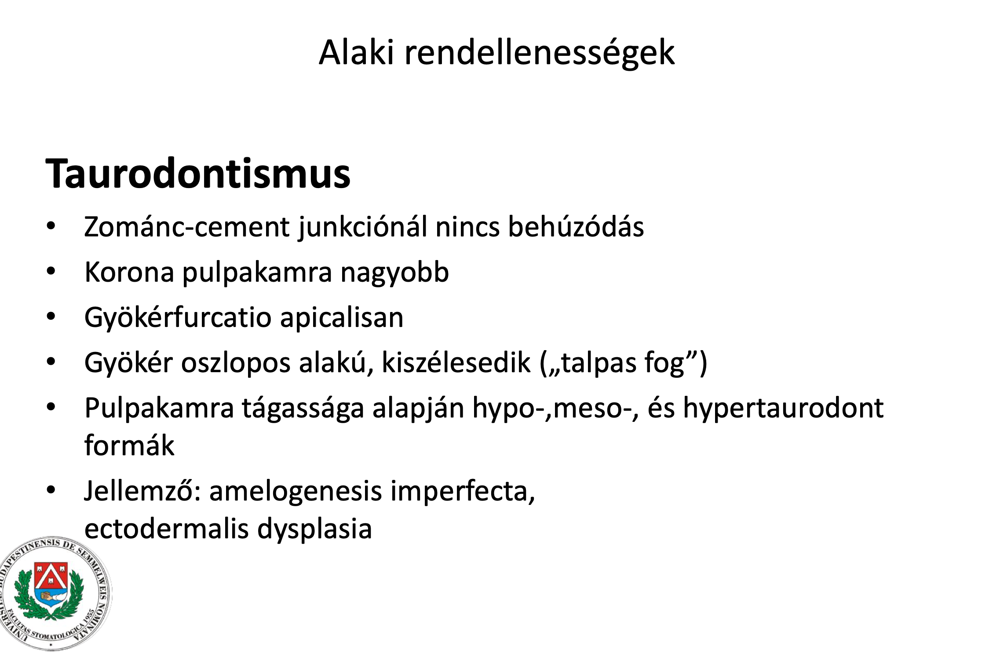 Alaki rendellenességek
Taurodontismus
• Zománc-cement junkciónál nincs behúzódás
• Korona pulpakamra nagyobb
• Gyökérfurcatio apicalisan
• Gyökér oszlopos alakú, kiszélesedik („talpas fog”)
• Pulpakamra tágassága alapján hypo-,meso-, és hypertaurodont
formák
• Jellemző: amelogenesis imperfecta,
ectodermalis dysplasia
UNIVERSITAS BUDAPESTINENSIS DE SEMMELWEIS NOMINATA
FACULTAS STOMATOLOGICA 1955